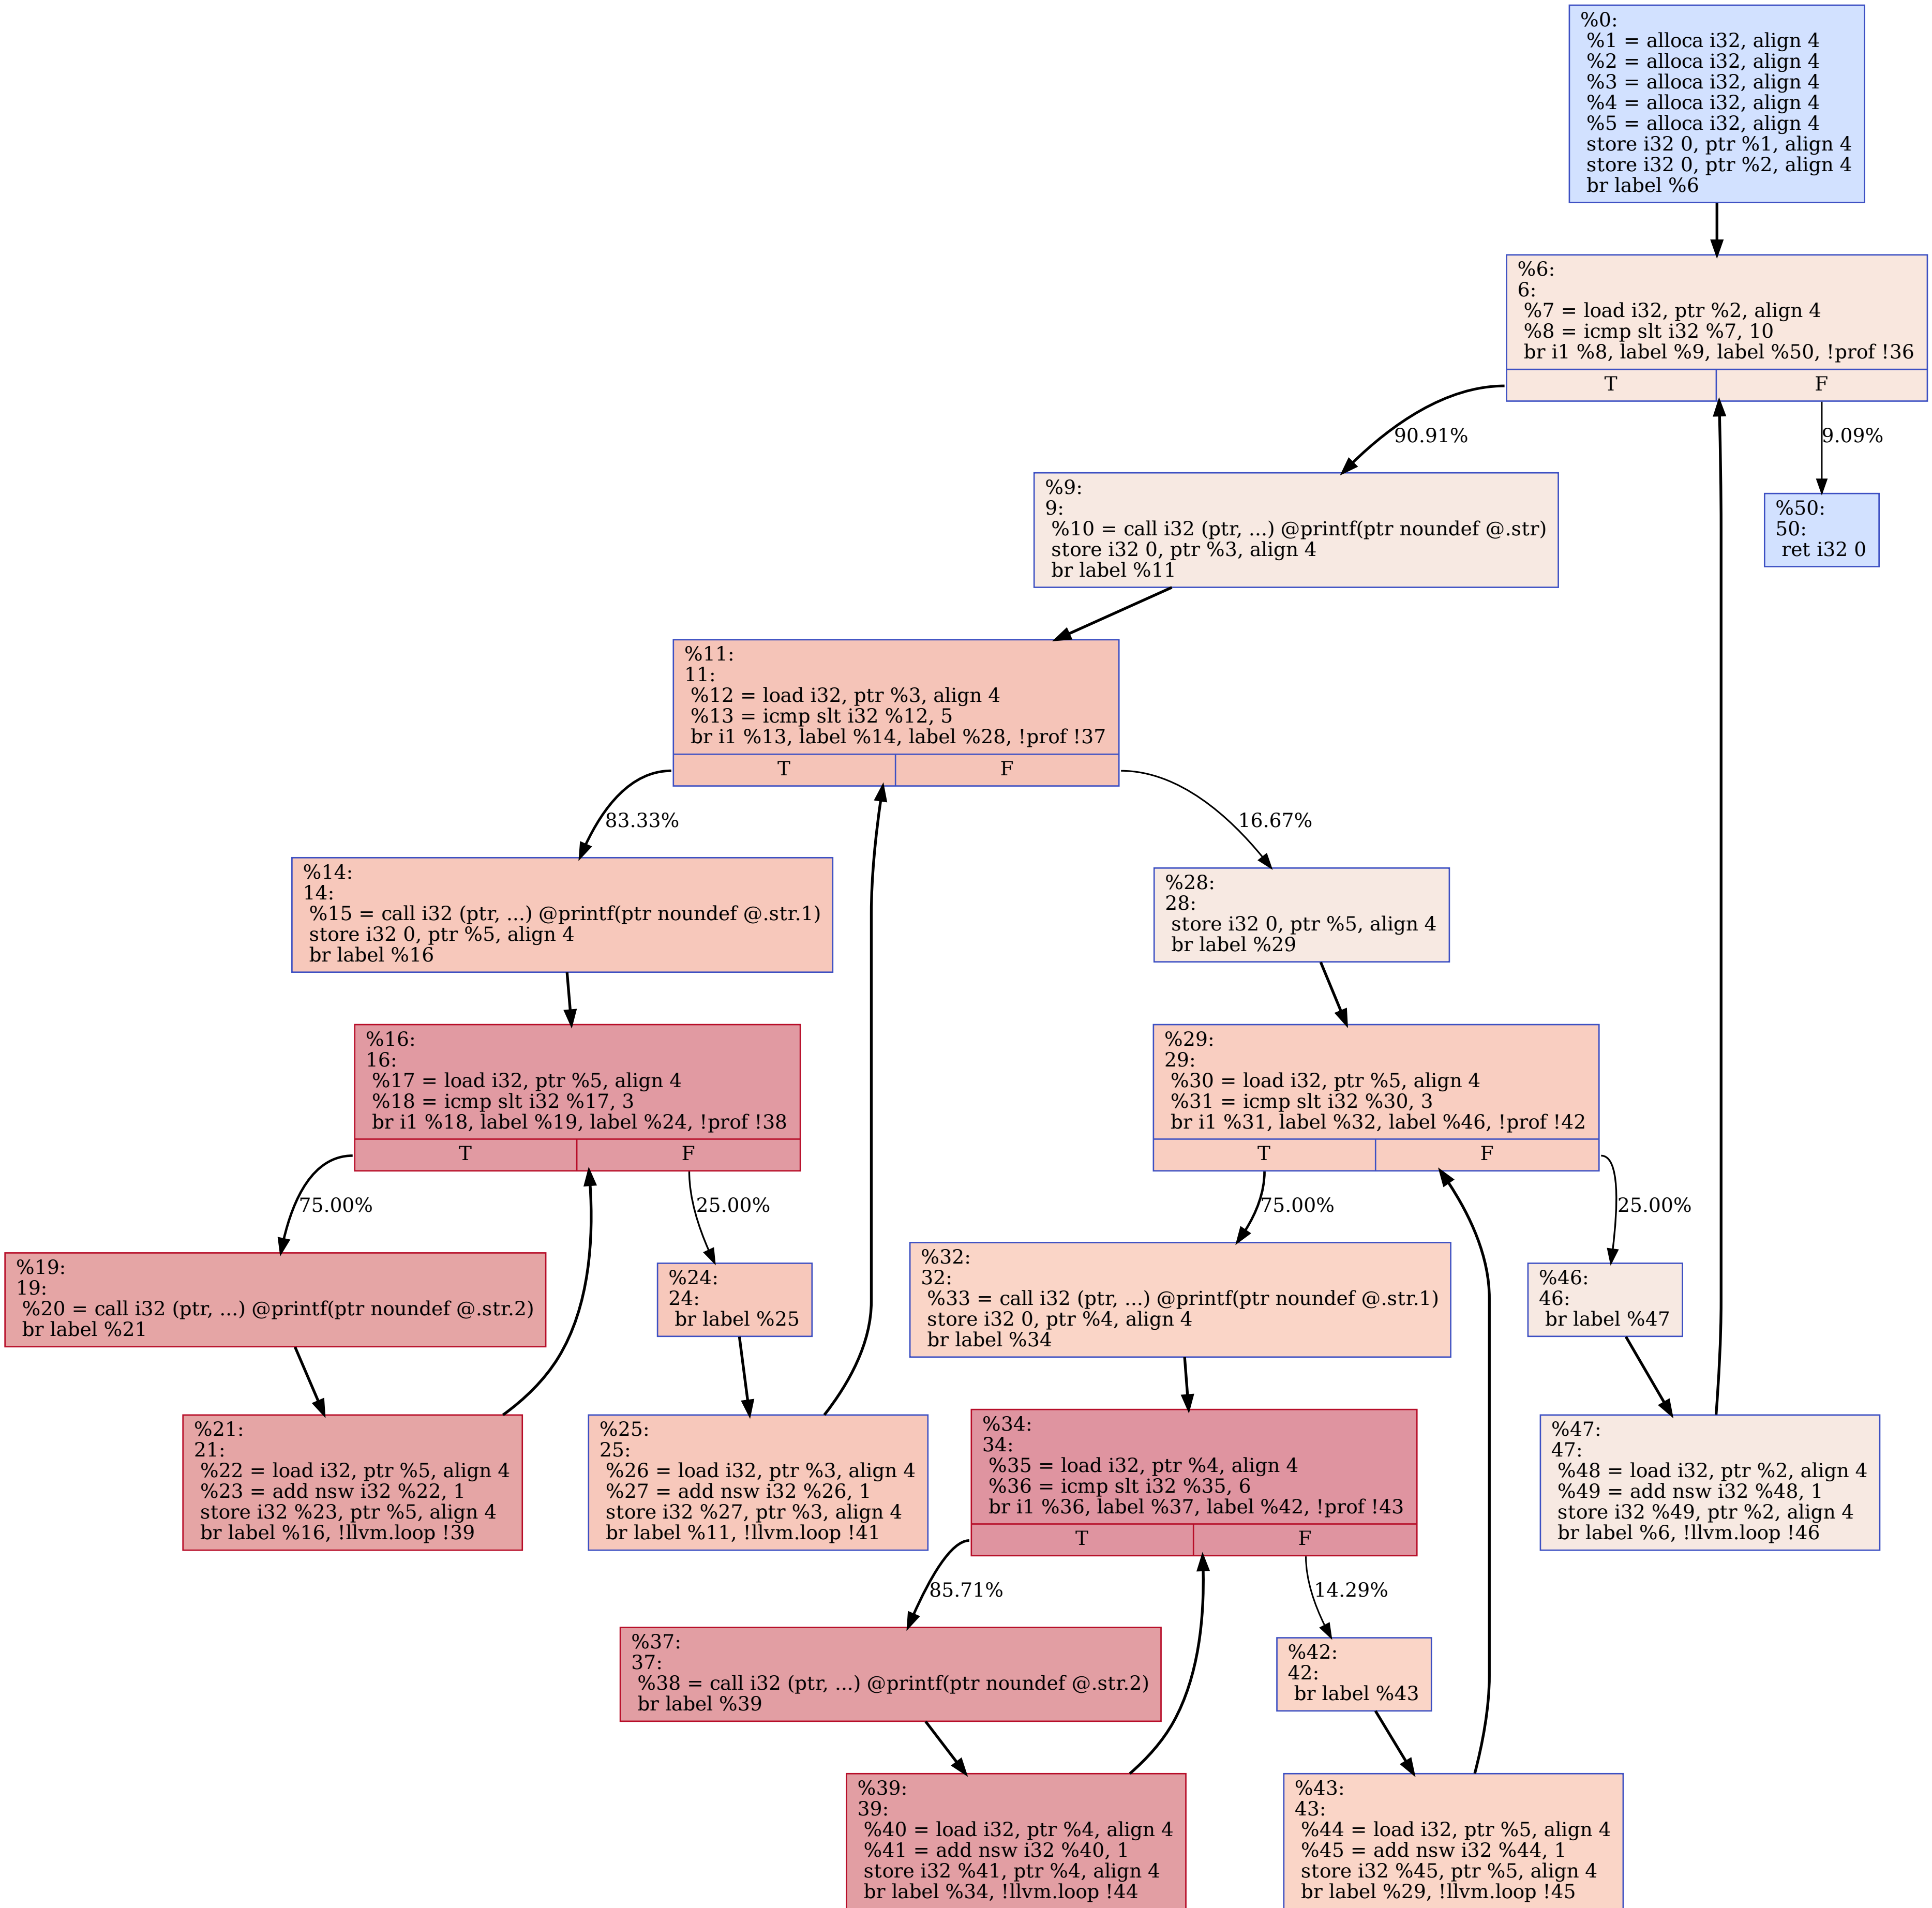 %0:
%1 = alloca i32, align 4
%2 = alloca i32, align 4
%3 = alloca i32, align 4
%4 = alloca i32, align 4
%5 = alloca i32, align 4
store i32 0, ptr %1, align 4
store i32 0, ptr %2, align 4
br label %6
%6:
6:
%7 = load i32, ptr %2, align 4
%8 = icmp slt i32 %7, 10
br i1 %8, label %9, label %50, !prof !36
T
F
90.91%
9.09%
%9:
9:
%10 = call i32 (ptr, ...) @printf(ptr noundef @.str)
store i32 0, ptr %3, align 4
br label %11
%50:
50:
ret i32 0
%11:
11:
%12 = load i32, ptr %3, align 4
%13 = icmp slt i32 %12, 5
br i1 %13, label %14, label %28, !prof !37
T
F
83.33%
16.67%
%14:
14:
%15 = call i32 (ptr, ...) @printf(ptr noundef @.str.1)
store i32 0, ptr %5, align 4
br label %16
%28:
28:
store i32 0, ptr %5, align 4
br label %29
%16:
16:
%17 = load i32, ptr %5, align 4
%18 = icmp slt i32 %17, 3
br i1 %18, label %19, label %24, !prof !38
T
F
%29:
29:
%30 = load i32, ptr %5, align 4
%31 = icmp slt i32 %30, 3
br i1 %31, label %32, label %46, !prof !42
T
F
75.00%
25.00%
75.00%
25.00%
%19:
19:
%20 = call i32 (ptr, ...) @printf(ptr noundef @.str.2)
br label %21
%24:
24:
br label %25
%32:
32:
%33 = call i32 (ptr, ...) @printf(ptr noundef @.str.1)
store i32 0, ptr %4, align 4
br label %34
%46:
46:
br label %47
%21:
21:
%22 = load i32, ptr %5, align 4
%23 = add nsw i32 %22, 1
store i32 %23, ptr %5, align 4
br label %16, !llvm.loop !39
%25:
25:
%26 = load i32, ptr %3, align 4
%27 = add nsw i32 %26, 1
store i32 %27, ptr %3, align 4
br label %11, !llvm.loop !41
%34:
34:
%35 = load i32, ptr %4, align 4
%36 = icmp slt i32 %35, 6
br i1 %36, label %37, label %42, !prof !43
T
F
%47:
47:
%48 = load i32, ptr %2, align 4
%49 = add nsw i32 %48, 1
store i32 %49, ptr %2, align 4
br label %6, !llvm.loop !46
85.71%
14.29%
%37:
37:
%38 = call i32 (ptr, ...) @printf(ptr noundef @.str.2)
br label %39
%42:
42:
br label %43
%39:
39:
%40 = load i32, ptr %4, align 4
%41 = add nsw i32 %40, 1
store i32 %41, ptr %4, align 4
br label %34, !llvm.loop !44
%43:
43:
%44 = load i32, ptr %5, align 4
%45 = add nsw i32 %44, 1
store i32 %45, ptr %5, align 4
br label %29, !llvm.loop !45